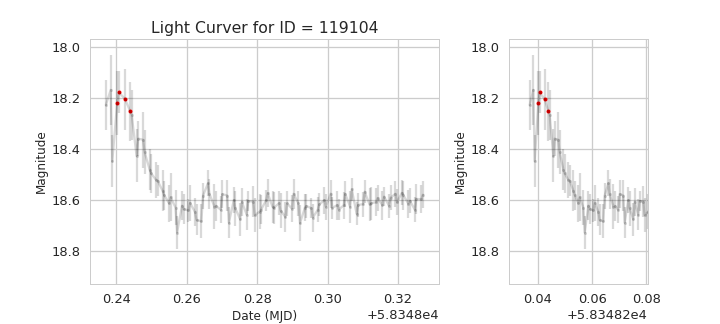 Light Curver for ID = 119104
18.0
18.2
18.4
18.6
18.8
Magnitude
0.24 0.26 0.28 0.30 0.32
Date (MJD)
+5.8348e4
18.0
18.2
18.4
18.6
18.8
Magnitude
0.04 0.06 0.08
+5.83482e4